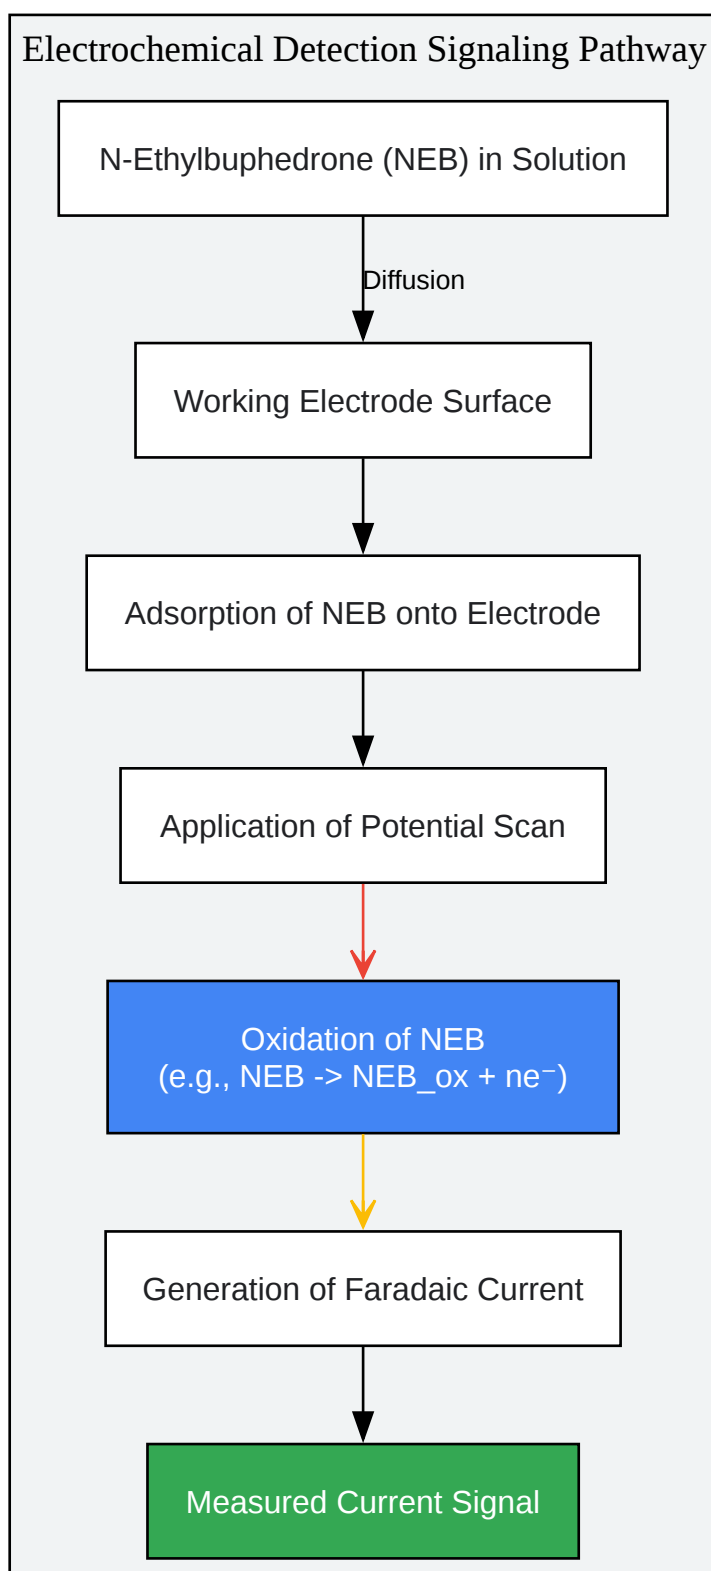 Electrochemical Detection Signaling Pathway
N-Ethylbuphedrone (NEB) in Solution
Diffusion
Working Electrode Surface
Adsorption of NEB onto Electrode
Application of Potential Scan
Oxidation of NEB
(e.g., NEB -> NEB_ox + ne⁻)
Generation of Faradaic Current
Measured Current Signal